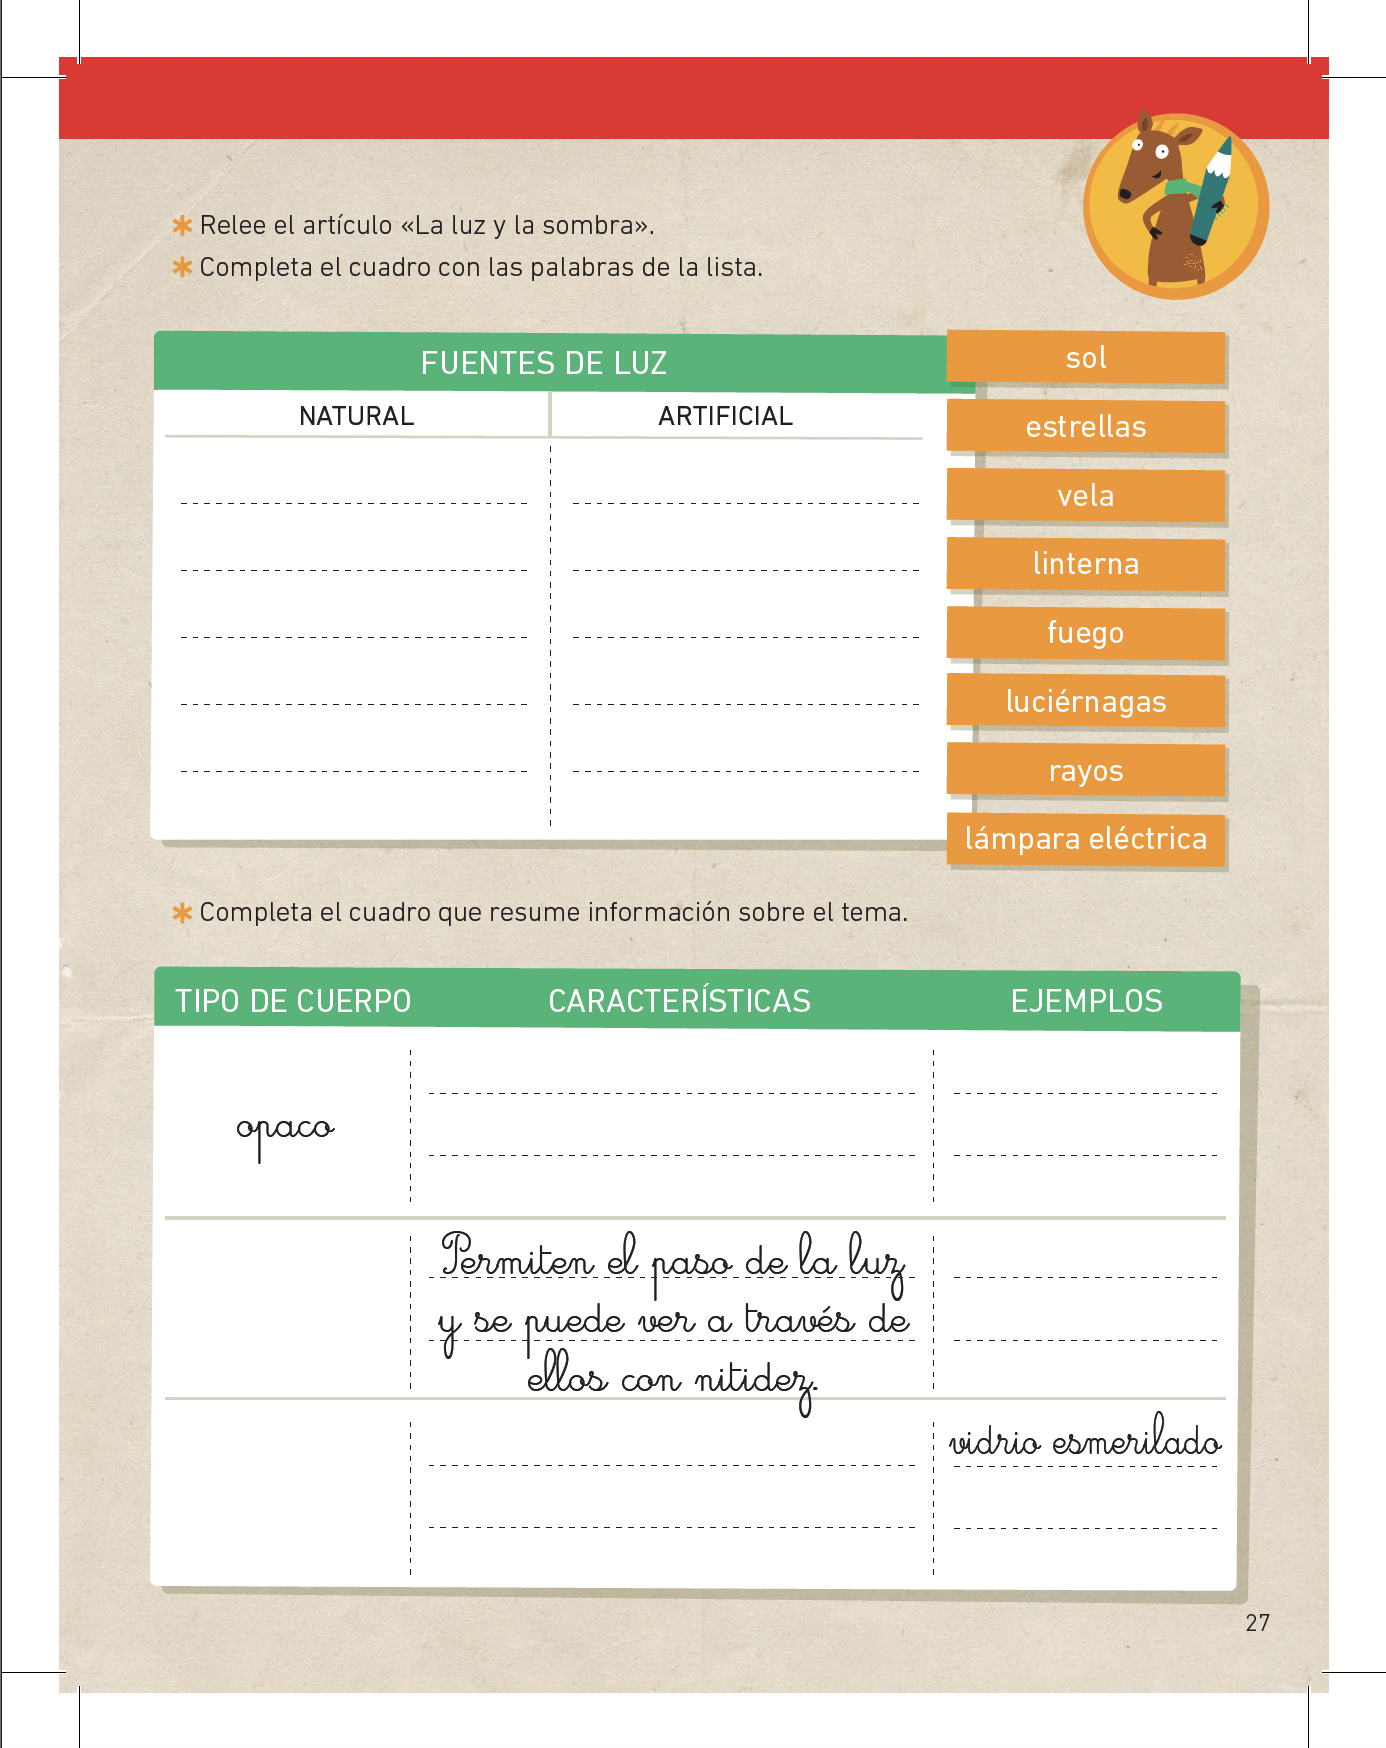 Relee el artículo «La luz y la sombra».
Completa el cuadro con las palabras de la lista.
FUENTES DE LUZ
NATURAL
ARTIFICIAL
sol
estrellas
vela
linterna
fuego
luciérnagas
rayos
lámpara eléctrica
Completa el cuadro que resume información sobre el tema.
TIPO DE CUERPO
CARACTERÍSTICAS
EJEMPLOS
opaco
Permiten el paso de la luz
y se puede ver a través de
ellos con nitidez.
vidrio esmerilado
27